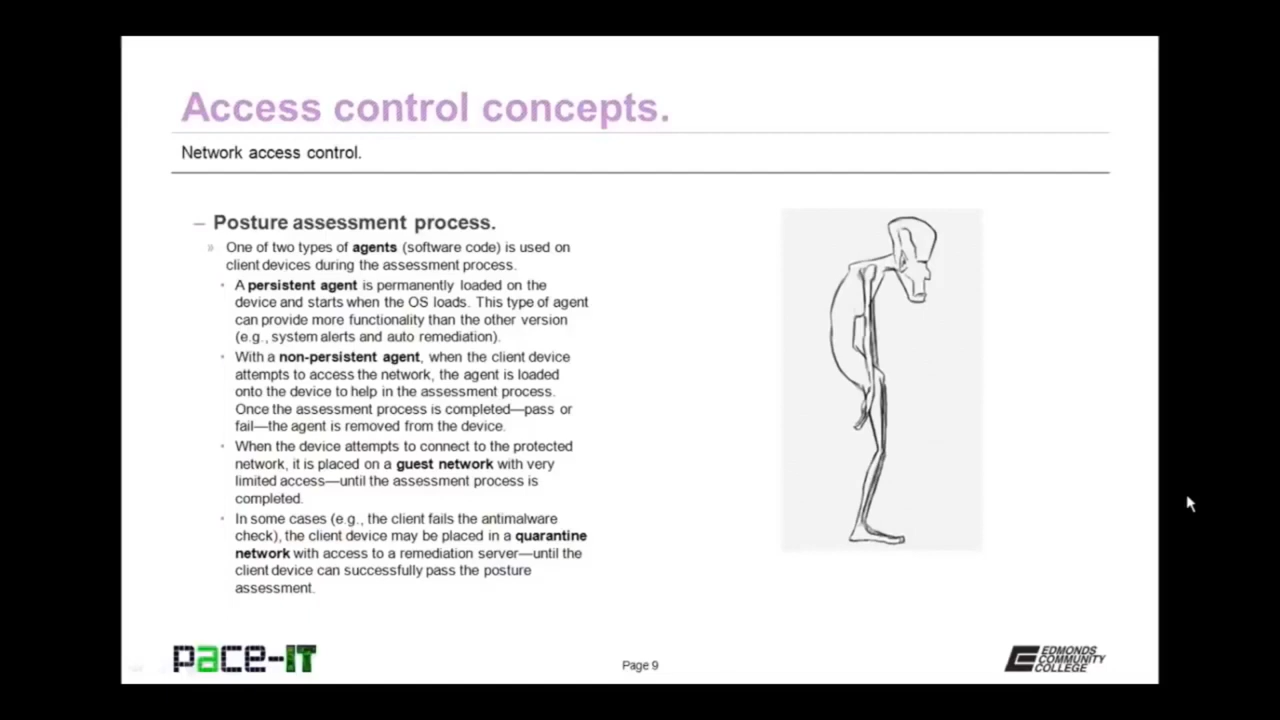 Access control concepts.
Network access control.
– Posture assessment process.
» One of two types of agents (software code) is used on
client devices during the assessment process.
• A persistent agent is permanently loaded on the
device and starts when the OS loads. This type of agent
can provide more functionality than the other version
(e.g., system alerts and auto remediation).
• With a non-persistent agent, when the client device
attempts to access the network, the agent is loaded
onto the device to help in the assessment process.
Once the assessment process is completed—pass or
fail—the agent is removed from the device.
• When the device attempts to connect to the protected
network, it is placed on a guest network with very
limited access—until the assessment process is
completed.
• In some cases (e.g., the client fails the antimalware
check), the client device may be placed in a quarantine
network with access to a remediation server—until the
client device can successfully pass the posture
assessment.
pace-IT
Page 9
EDMONDS
COMMUNITY
COLLEGE